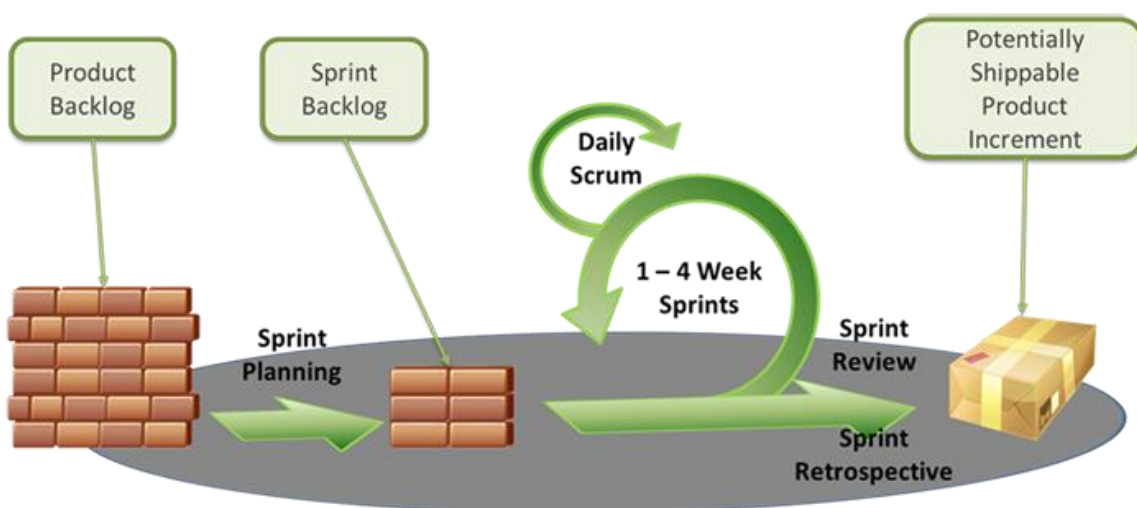 Product
Backlog
Sprint
Backlog
Potentially
Shippable
Product
Increment
Daily
Scrum
1 – 4 Week
Sprints
Sprint
Planning
Sprint
Review
Sprint
Retrospective